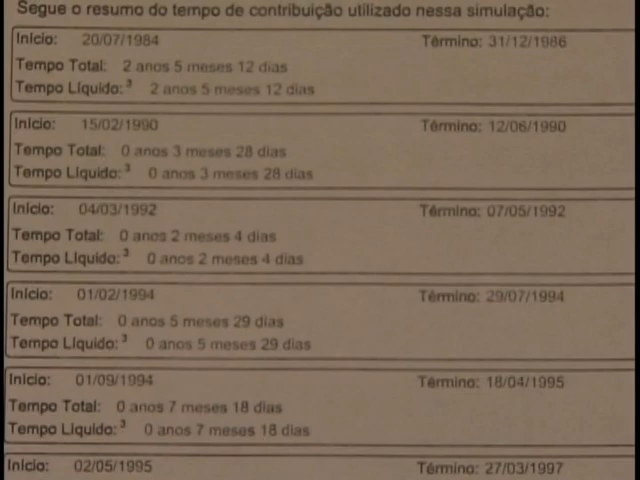 Segue o resumo do tempo de contribuição utilizado nessa simulação:
Início: 20/07/1984 Término: 31/12/1986
Tempo Total: 2 anos 5 meses 12 dias
Tempo Líquido: ³ 2 anos 5 meses 12 dias
Início: 15/02/1990 Término: 12/06/1990
Tempo Total: 0 anos 3 meses 28 dias
Tempo Líquido: ³ 0 anos 3 meses 28 dias
Início: 04/03/1992 Término: 07/05/1992
Tempo Total: 0 anos 2 meses 4 dias
Tempo Líquido: ³ 0 anos 2 meses 4 dias
Início: 01/02/1994 Término: 29/07/1994
Tempo Total: 0 anos 5 meses 29 dias
Tempo Líquido: ³ 0 anos 5 meses 29 dias
Início: 01/09/1994 Término: 18/04/1995
Tempo Total: 0 anos 7 meses 18 dias
Tempo Líquido: ³ 0 anos 7 meses 18 dias
Início: 02/05/1995 Término: 27/03/1997